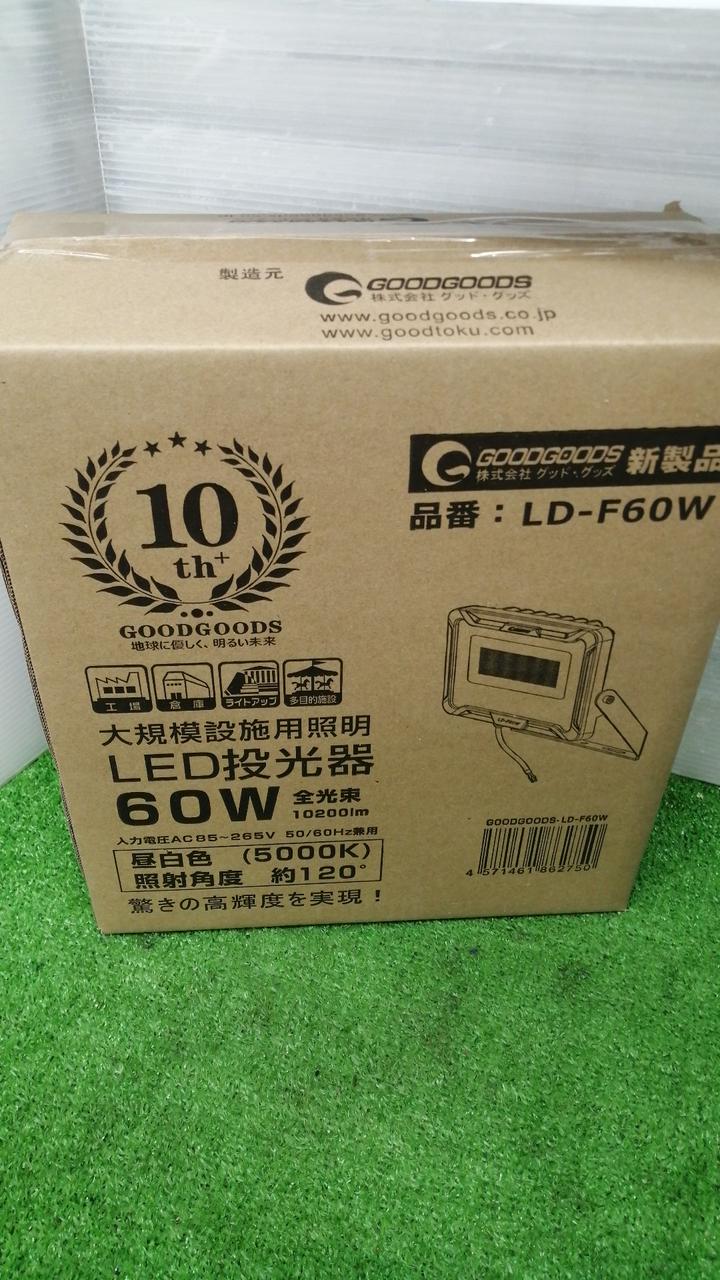 製造元 GOODGOODS
株式会社 グッド・グッズ
www.goodgoods.co.jp
www.goodtoku.com
GOODGOODS 新製品
株式会社 グッド・グッズ
品番：LD-F60W
10
th+
GOODGOODS
地球に優しく、明るい未来
工場 倉庫 ライトアップ 多目的施設
大規模設施用照明
LED投光器
60W 全光束
10200lm
入力電圧AC85~265V 50/60Hz兼用
昼白色 (5000K)
照射角度 約120°
驚きの高輝度を実現！
GOODGOODS-LD-F60W
4 571461 862750